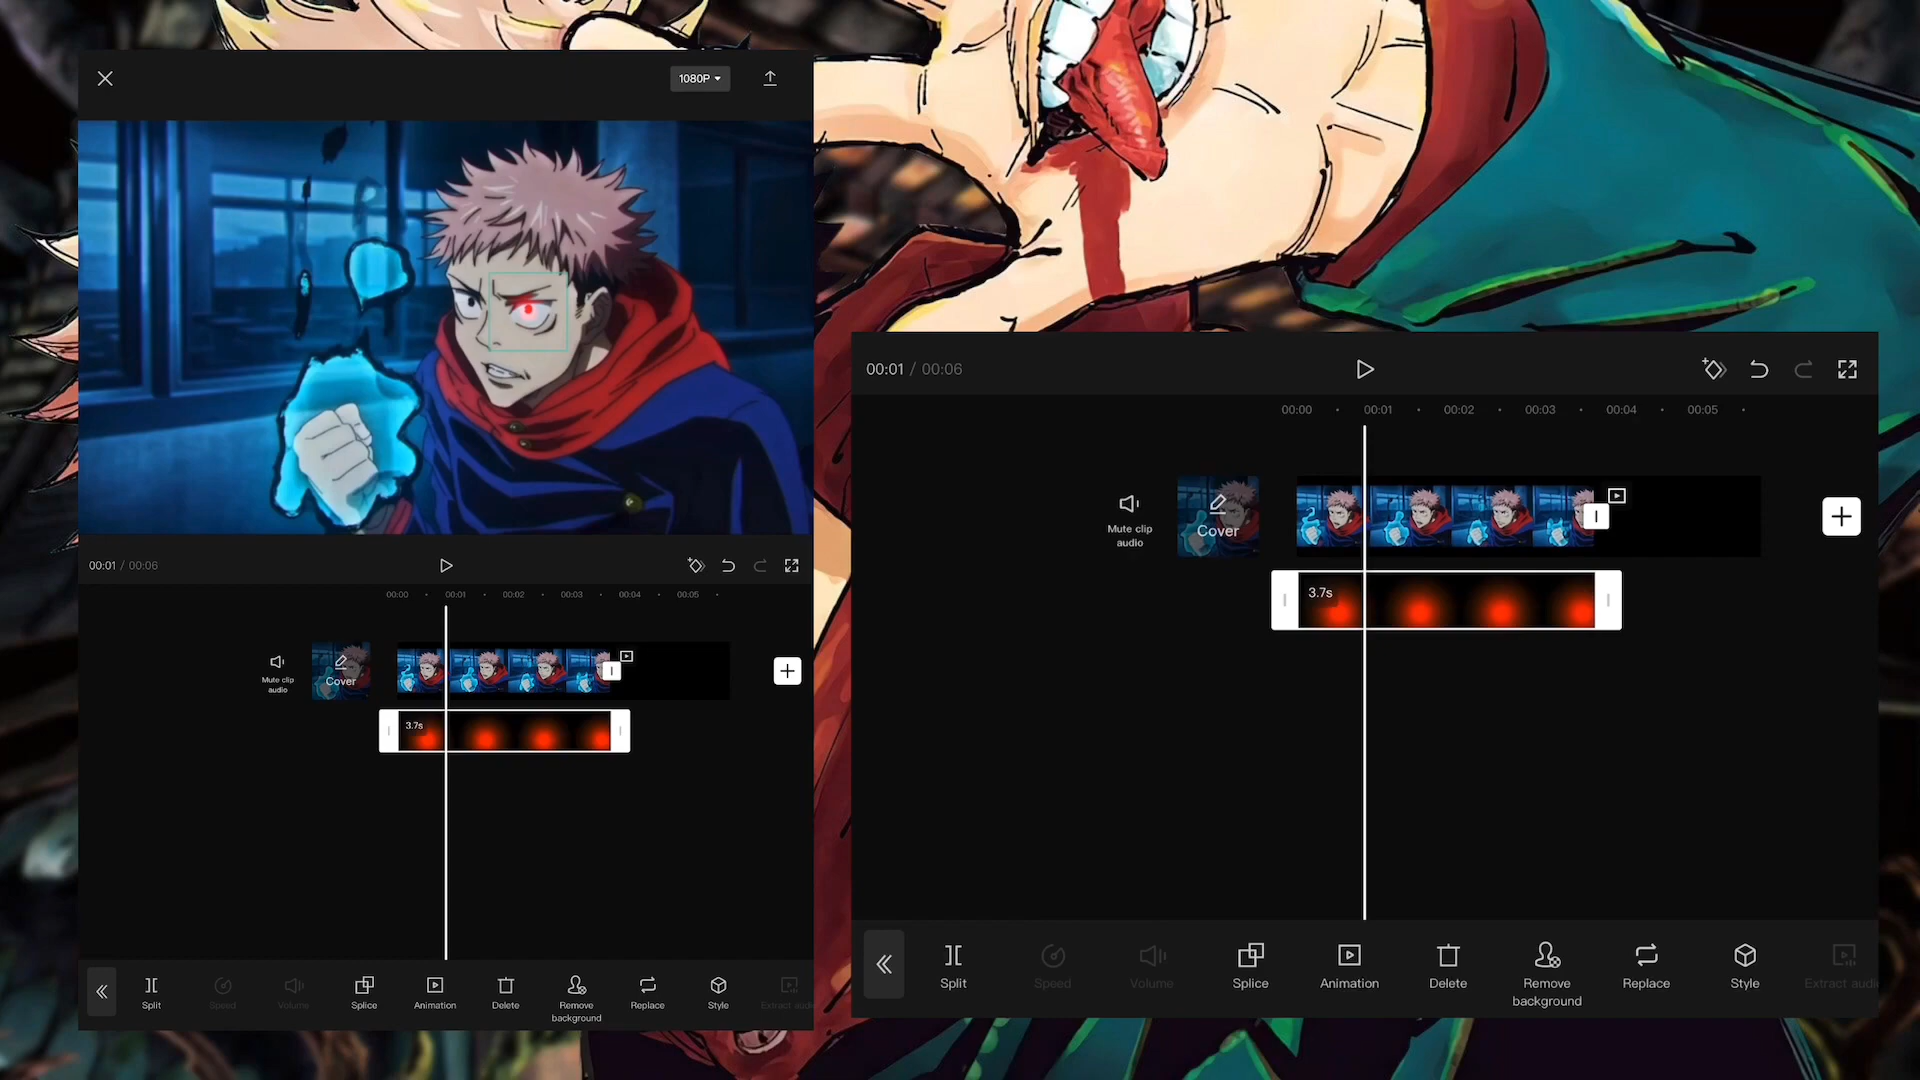 1080P
00:01 / 00:06
00:00 00:01 00:02 00:03 00:04 00:05
Mute clip
audio
Cover
3.7s
Split
Speed
Volume
Splice
Animation
Delete
Remove
background
Replace
Style
Extract audio
00:01 / 00:06
00:00 00:01 00:02 00:03 00:04 00:05
Mute clip
audio
Cover
3.7s
Split
Speed
Volume
Splice
Animation
Delete
Remove
background
Replace
Style
Extract audi